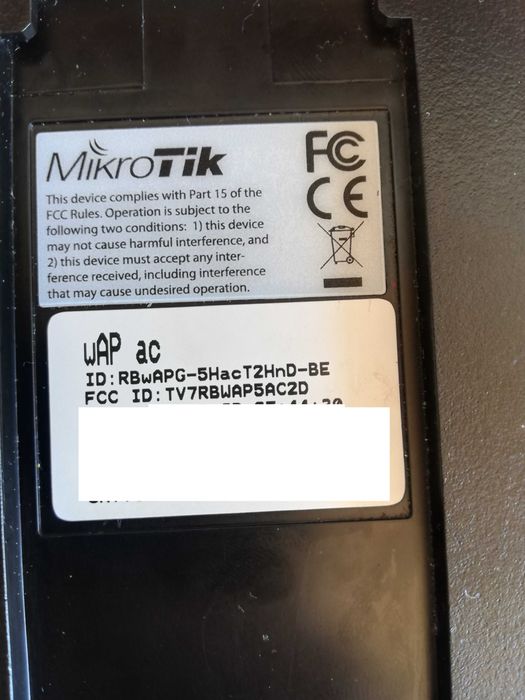 MikroTik
This device complies with Part 15 of the
FCC Rules. Operation is subject to the
following two conditions: 1) this device
may not cause harmful interference, and
2) this device must accept any inter-
ference received, including interference
that may cause undesired operation.
FC
CE
wAP ac
ID:RBwAPG-5HacT2HnD-BE
FCC ID:TV7RBWAP5AC2D